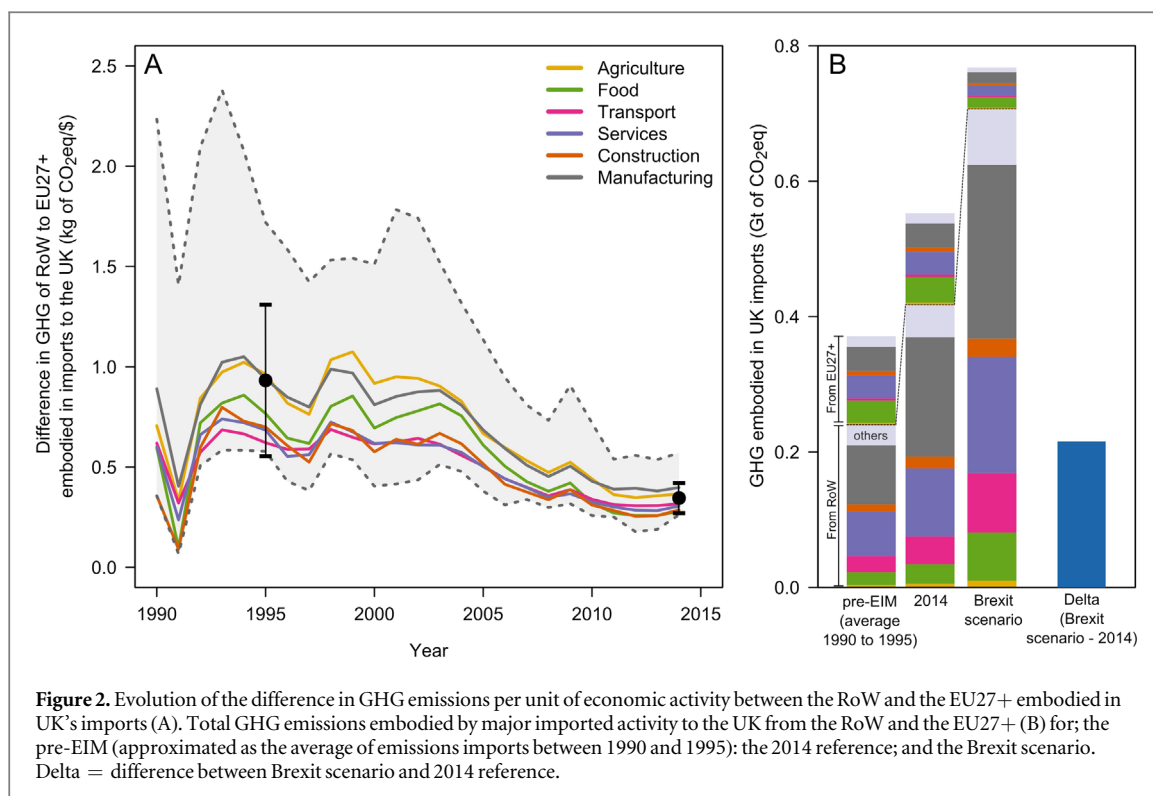 A
Difference in GHG of RoW to EU27+
embodied in imports to the UK (kg of CO2eq/$)
2.5
2.0
1.5
1.0
0.5
0.0
Agriculture
Food
Transport
Services
Construction
Manufacturing
1990 1995 2000 2005 2010 2015
Year
B
GHG embodied in UK imports (Gt of CO2eq)
0.8
0.6
0.4
0.2
0.0
From EU27+
others
From RoW
pre-EIM
(average
1990 to 1995)
2014
Brexit
scenario
Delta
(Brexit
scenario - 2014)
Figure 2. Evolution of the difference in GHG emissions per unit of economic activity between the RoW and the EU27+ embodied in
UK's imports (A). Total GHG emissions embodied by major imported activity to the UK from the RoW and the EU27+ (B) for; the
pre-EIM (approximated as the average of emissions imports between 1990 and 1995): the 2014 reference; and the Brexit scenario.
Delta = difference between Brexit scenario and 2014 reference.